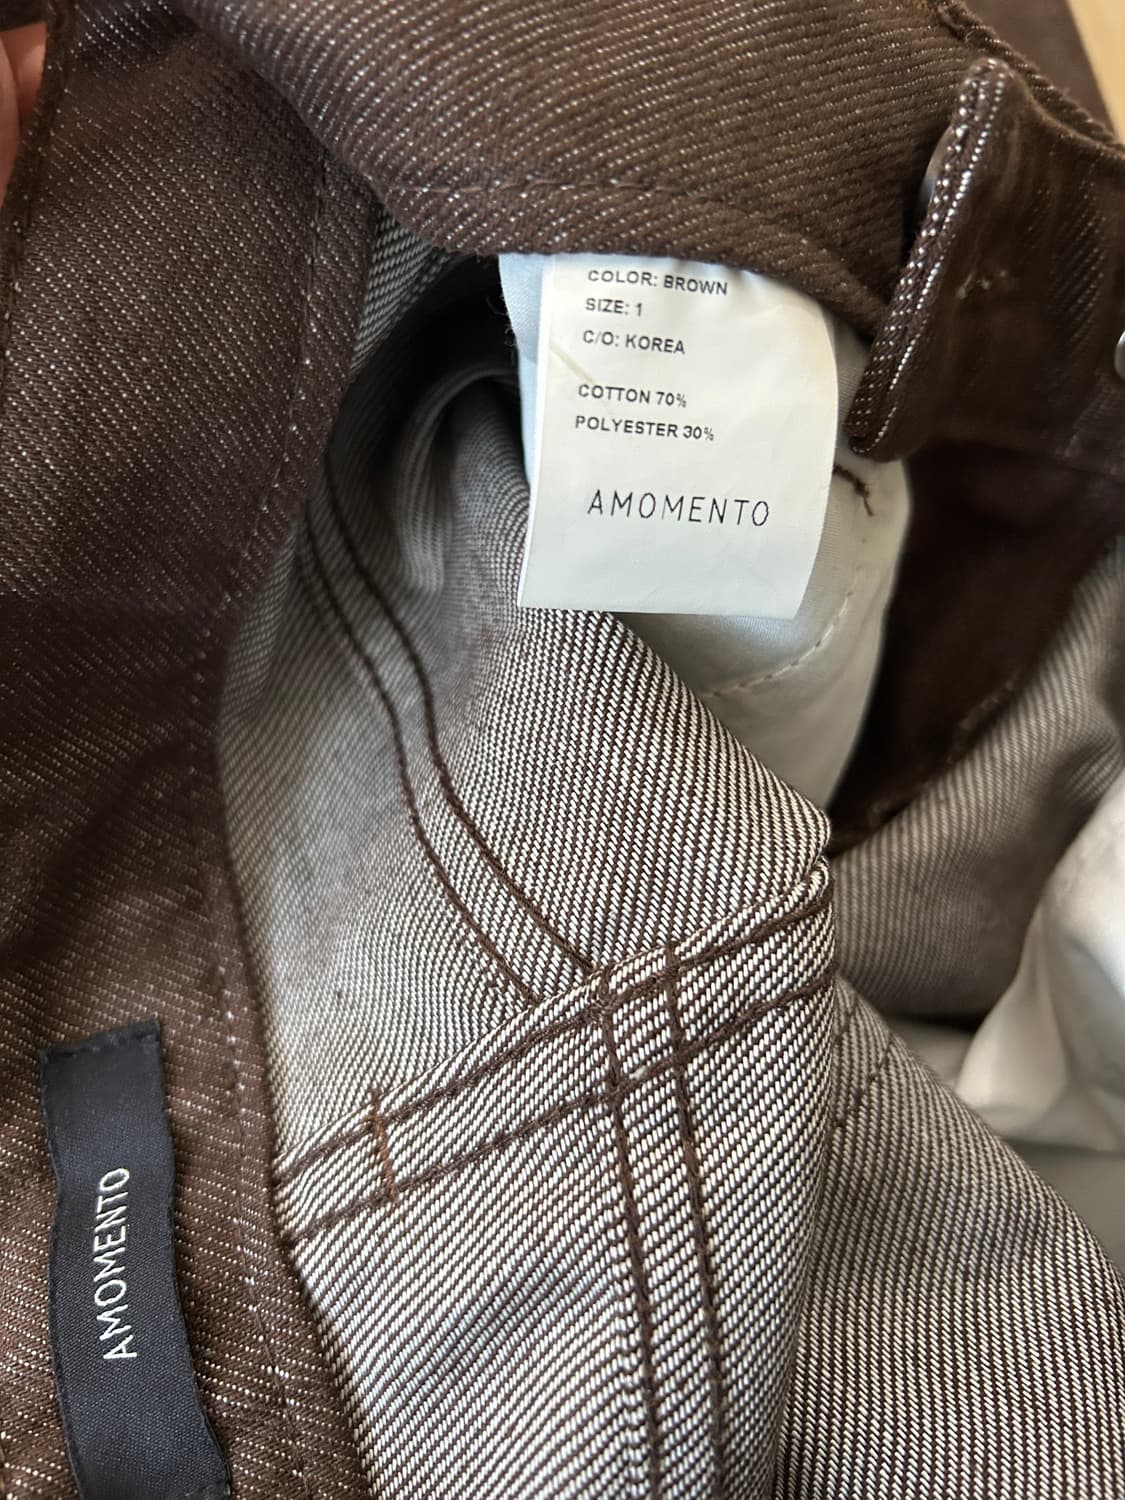 COLOR: BROWN
SIZE: 1
C/O: KOREA
COTTON 70%
POLYESTER 30%
AMOMENTO
AMOMENTO